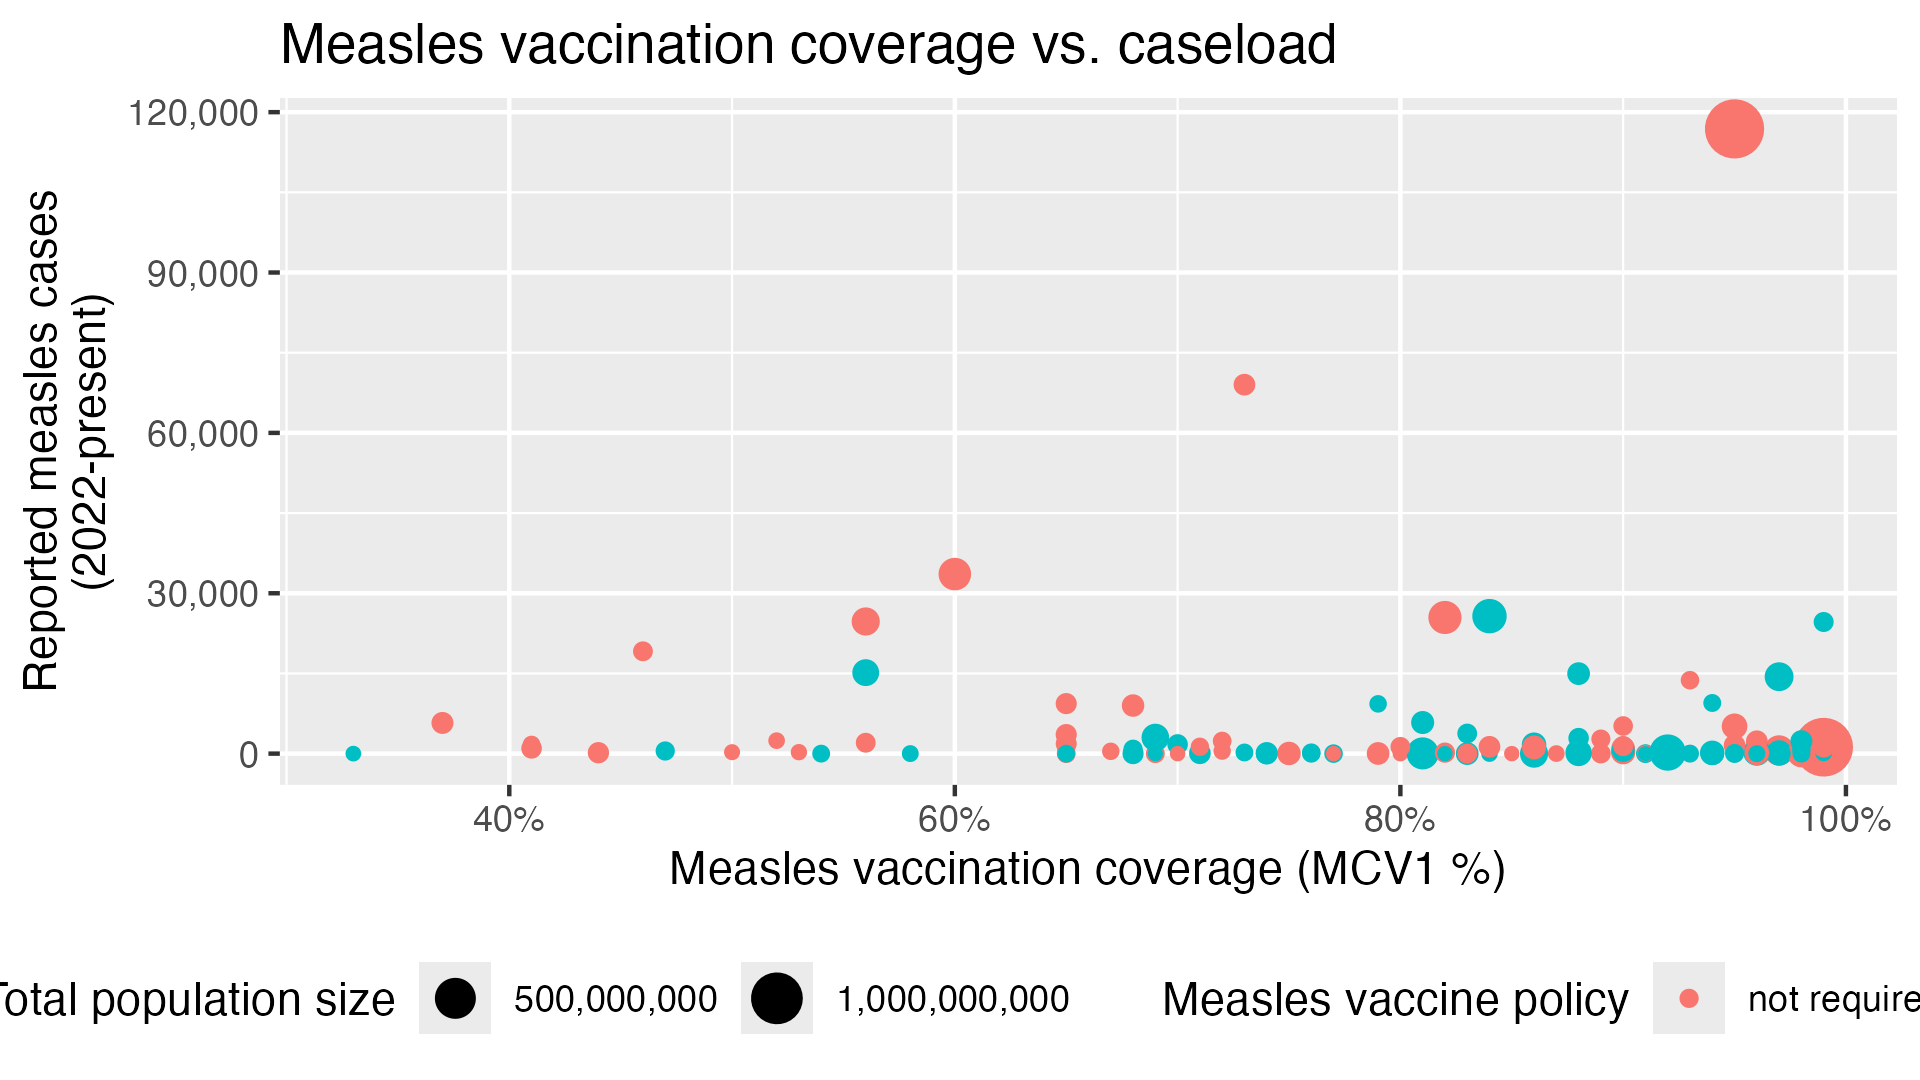 Measles vaccination coverage vs. caseload
120,000
90,000
60,000
30,000
0
Reported measles cases
(2022-present)
40% 60% 80% 100%
Measles vaccination coverage (MCV1 %)
Total population size 500,000,000 1,000,000,000 Measles vaccine policy not require